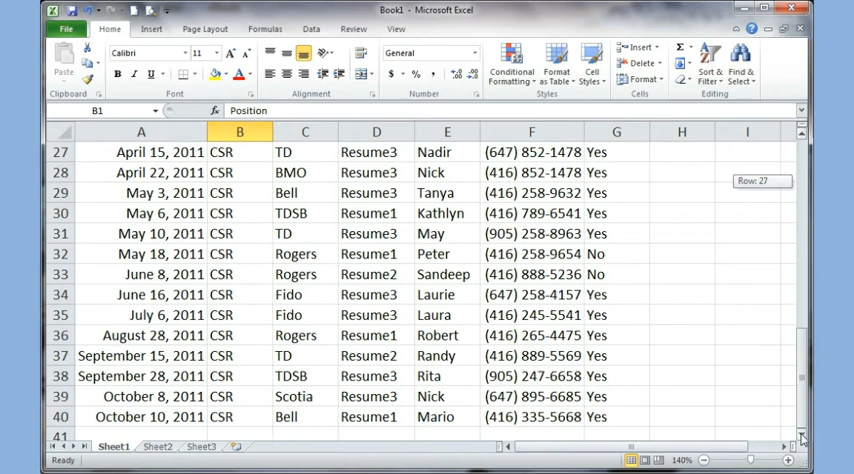 Book1 - Microsoft Excel
File Home Insert Page Layout Formulas Data Review View
Calibri 11 A A General Insert Σ
Paste B I U A $ % , Conditional Formatting Format as Table Cell Styles Delete Format Sort & Filter Find & Select
Clipboard Font Alignment Number Styles Cells Editing
B1 fx Position
A B C D E F G H I
27 April 15, 2011 CSR TD Resume3 Nadir (647) 852-1478 Yes
Row: 27
28 April 22, 2011 CSR BMO Resume3 Nick (416) 852-1478 Yes
29 May 3, 2011 CSR Bell Resume3 Tanya (416) 258-9632 Yes
30 May 6, 2011 CSR TDSB Resume1 Kathlyn (416) 789-6541 Yes
31 May 10, 2011 CSR TD Resume3 May (905) 258-8963 Yes
32 May 18, 2011 CSR Rogers Resume1 Peter (416) 258-9654 No
33 June 8, 2011 CSR Rogers Resume2 Sandeep (416) 888-5236 No
34 June 16, 2011 CSR Fido Resume3 Laurie (647) 258-4157 Yes
35 July 6, 2011 CSR Fido Resume3 Laura (416) 245-5541 Yes
36 August 28, 2011 CSR Rogers Resume1 Robert (416) 265-4475 Yes
37 September 15, 2011 CSR TD Resume2 Randy (416) 889-5569 Yes
38 September 28, 2011 CSR TDSB Resume3 Rita (905) 247-6658 Yes
39 October 8, 2011 CSR Scotia Resume3 Nick (647) 895-6685 Yes
40 October 10, 2011 CSR Bell Resume1 Mario (416) 335-5668 Yes
41
Sheet1 Sheet2 Sheet3
Ready 140%